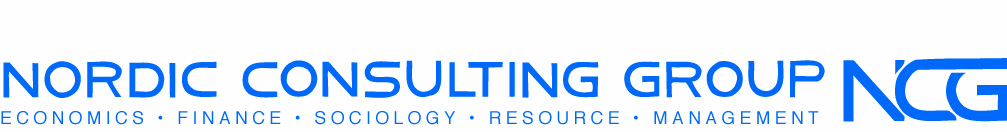 NORDIC CONSULTING GROUP NCG
ECONOMICS • FINANCE • SOCIOLOGY • RESOURCE • MANAGEMENT